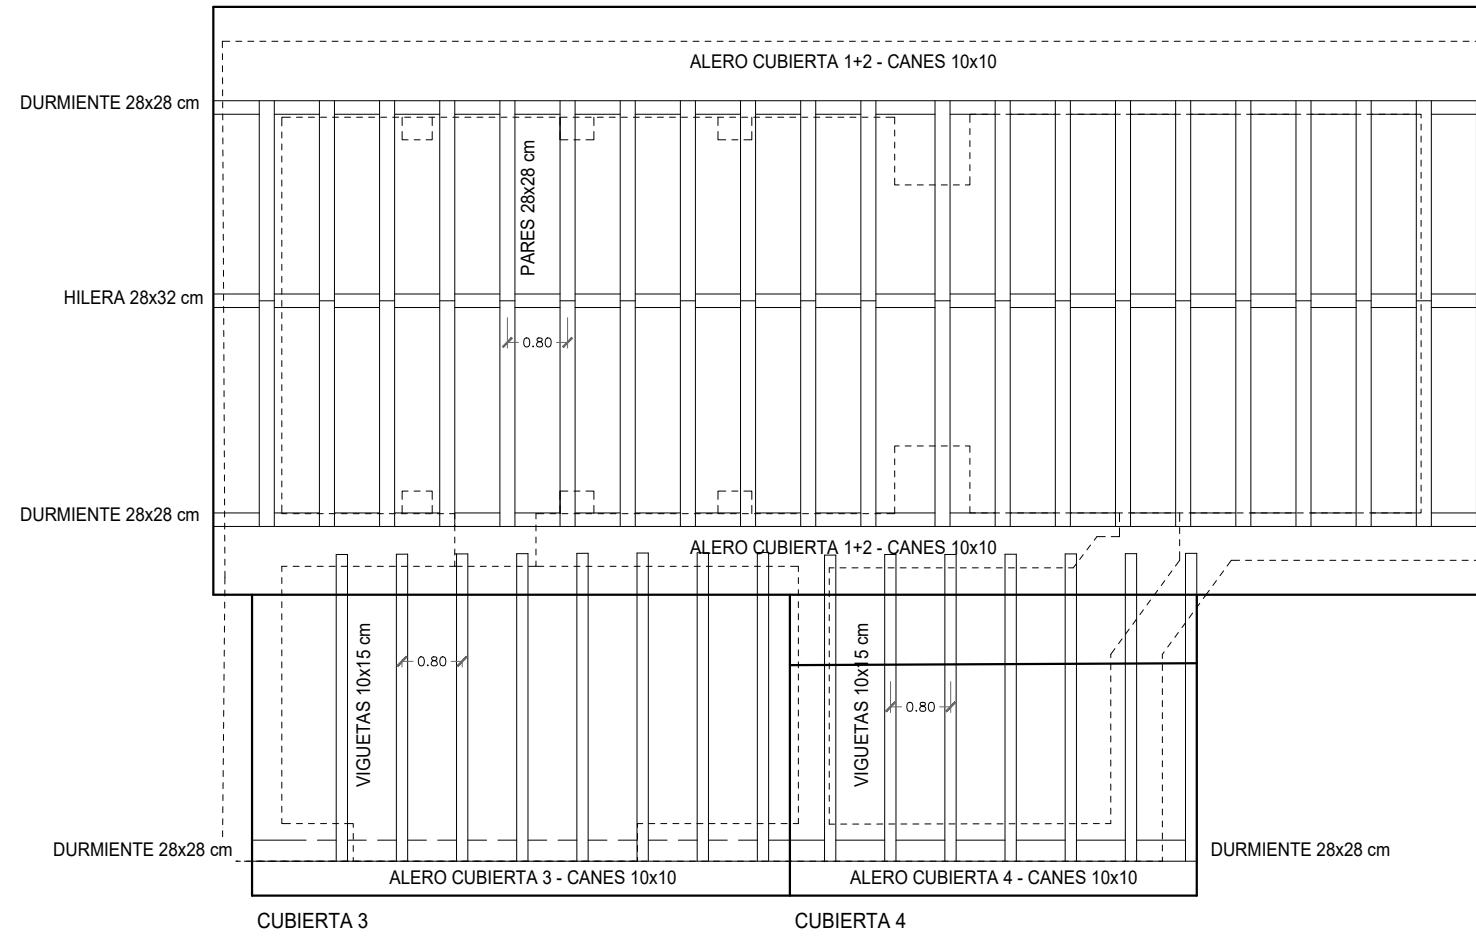 ALERO CUBIERTA 1+2 - CANES 10x10
DURMIENTE 28x28 cm
PARES 28x28 cm
HILERA 28x32 cm
0.80
DURMIENTE 28x28 cm
ALERO CUBIERTA 1+2 - CANES 10x10
VIGUETAS 10x15 cm
0.80
VIGUETAS 10x15 cm
0.80
DURMIENTE 28x28 cm
DURMIENTE 28x28 cm
ALERO CUBIERTA 3 - CANES 10x10
ALERO CUBIERTA 4 - CANES 10x10
CUBIERTA 3
CUBIERTA 4